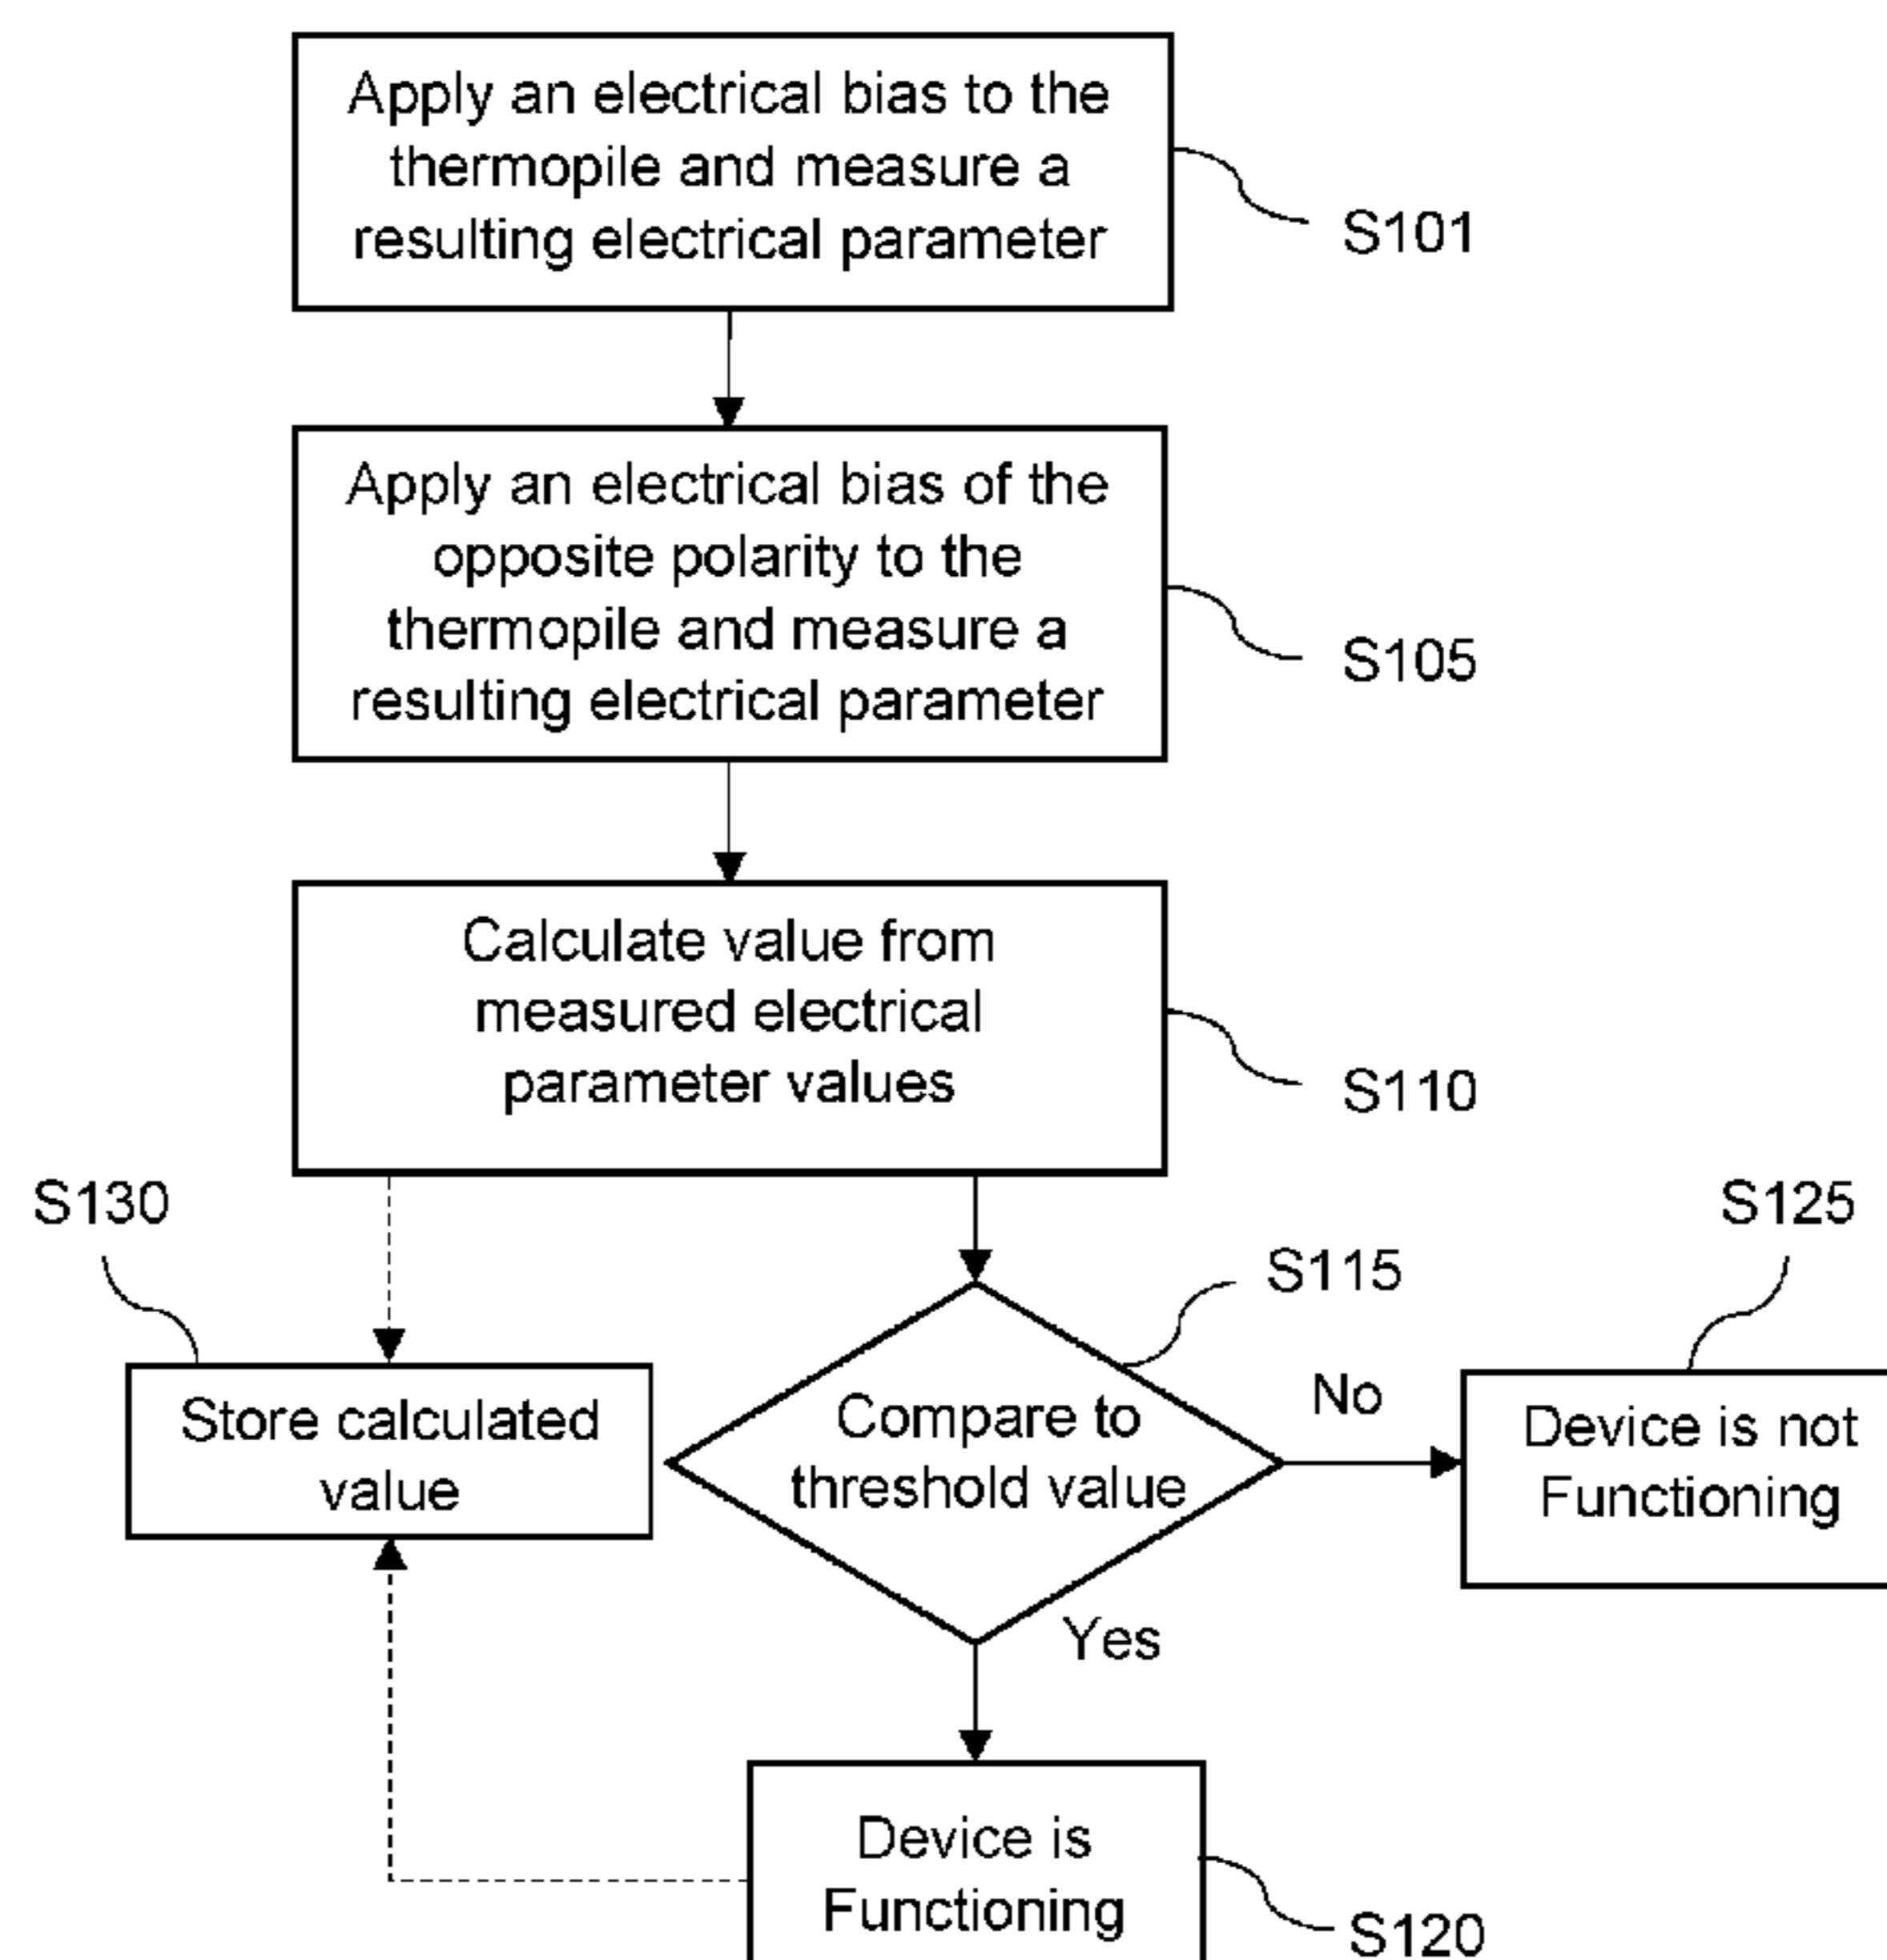 Apply an electrical bias to the
thermopile and measure a
resulting electrical parameter
S101
Apply an electrical bias of the
opposite polarity to the
thermopile and measure a
resulting electrical parameter
S105
Calculate value from
measured electrical
parameter values
S110
S130
S125
S115
Store calculated
value
Compare to
threshold value
No
Device is not
Functioning
Yes
Device is
Functioning
S120